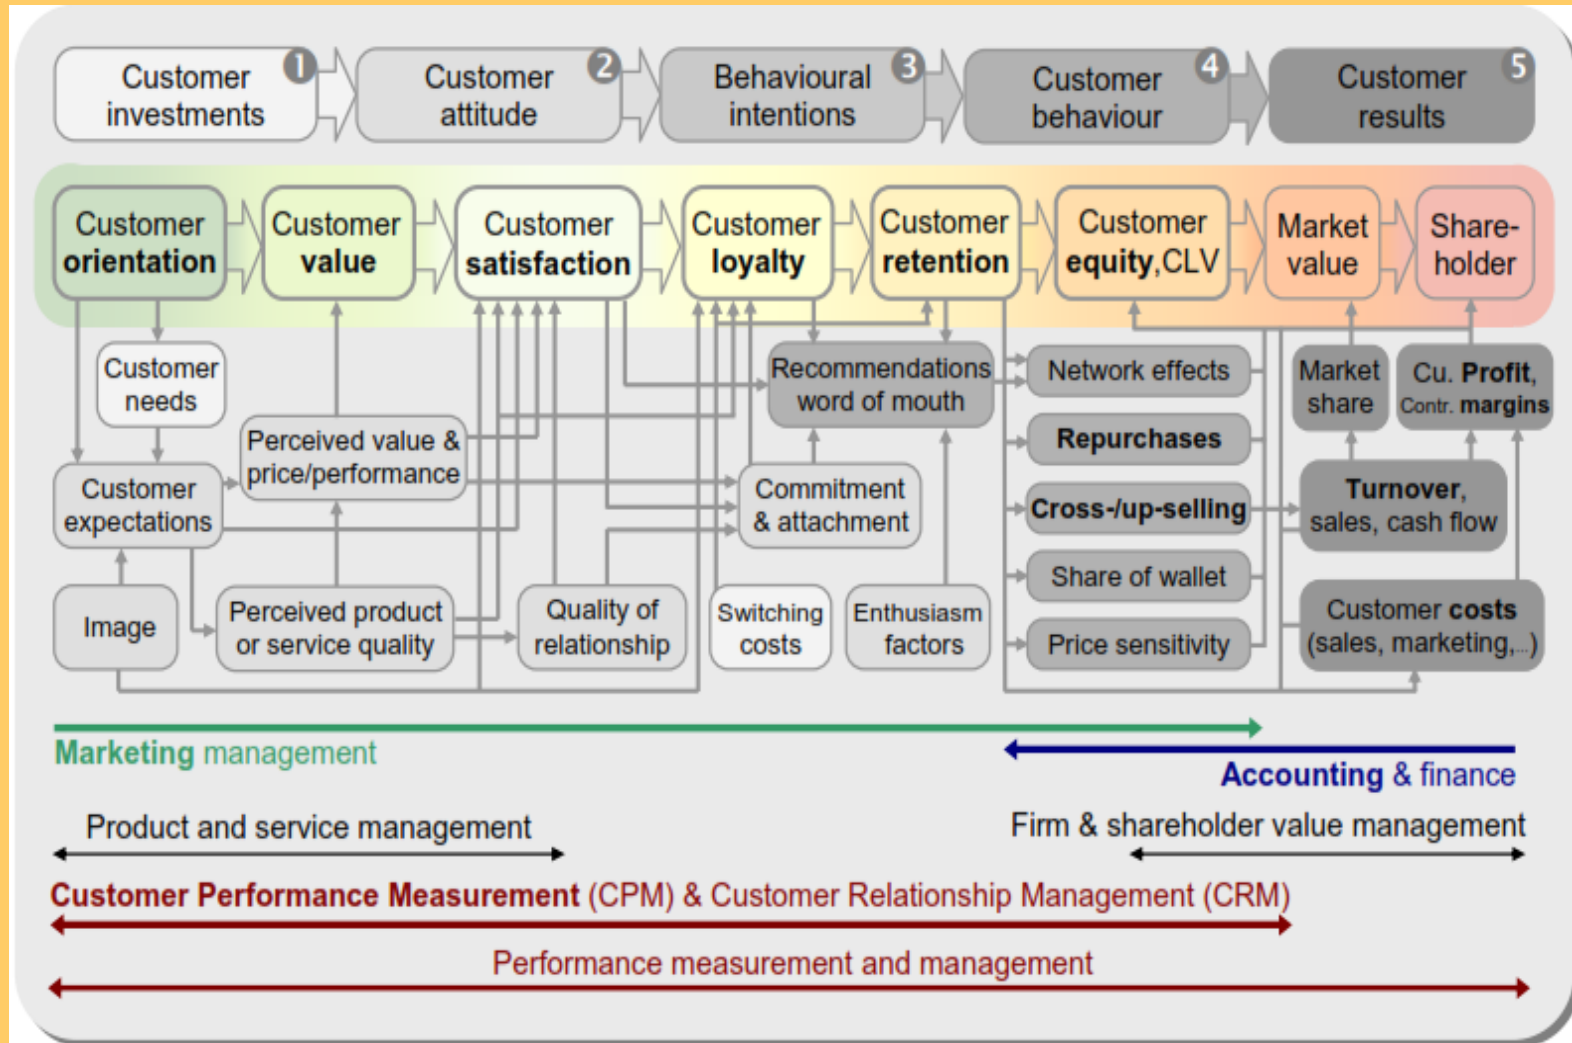 Customer
investments
1
Customer
attitude
2
Behavioural
intentions
3
Customer
behaviour
4
Customer
results
5
Customer
orientation
Customer
value
Customer
satisfaction
Customer
loyalty
Customer
retention
Customer
equity,CLV
Market
value
Share-
holder
Customer
needs
Recommendations
word of mouth
Network effects
Market
share
Cu. Profit,
Contr. margins
Perceived value &
price/performance
Repurchases
Customer
expectations
Commitment
& attachment
Cross-/up-selling
Turnover,
sales, cash flow
Image
Perceived product
or service quality
Quality of
relationship
Switching
costs
Enthusiasm
factors
Share of wallet
Price sensitivity
Customer costs
(sales, marketing,...)
Marketing management
Accounting & finance
Product and service management
Firm & shareholder value management
Customer Performance Measurement (CPM) & Customer Relationship Management (CRM)
Performance measurement and management